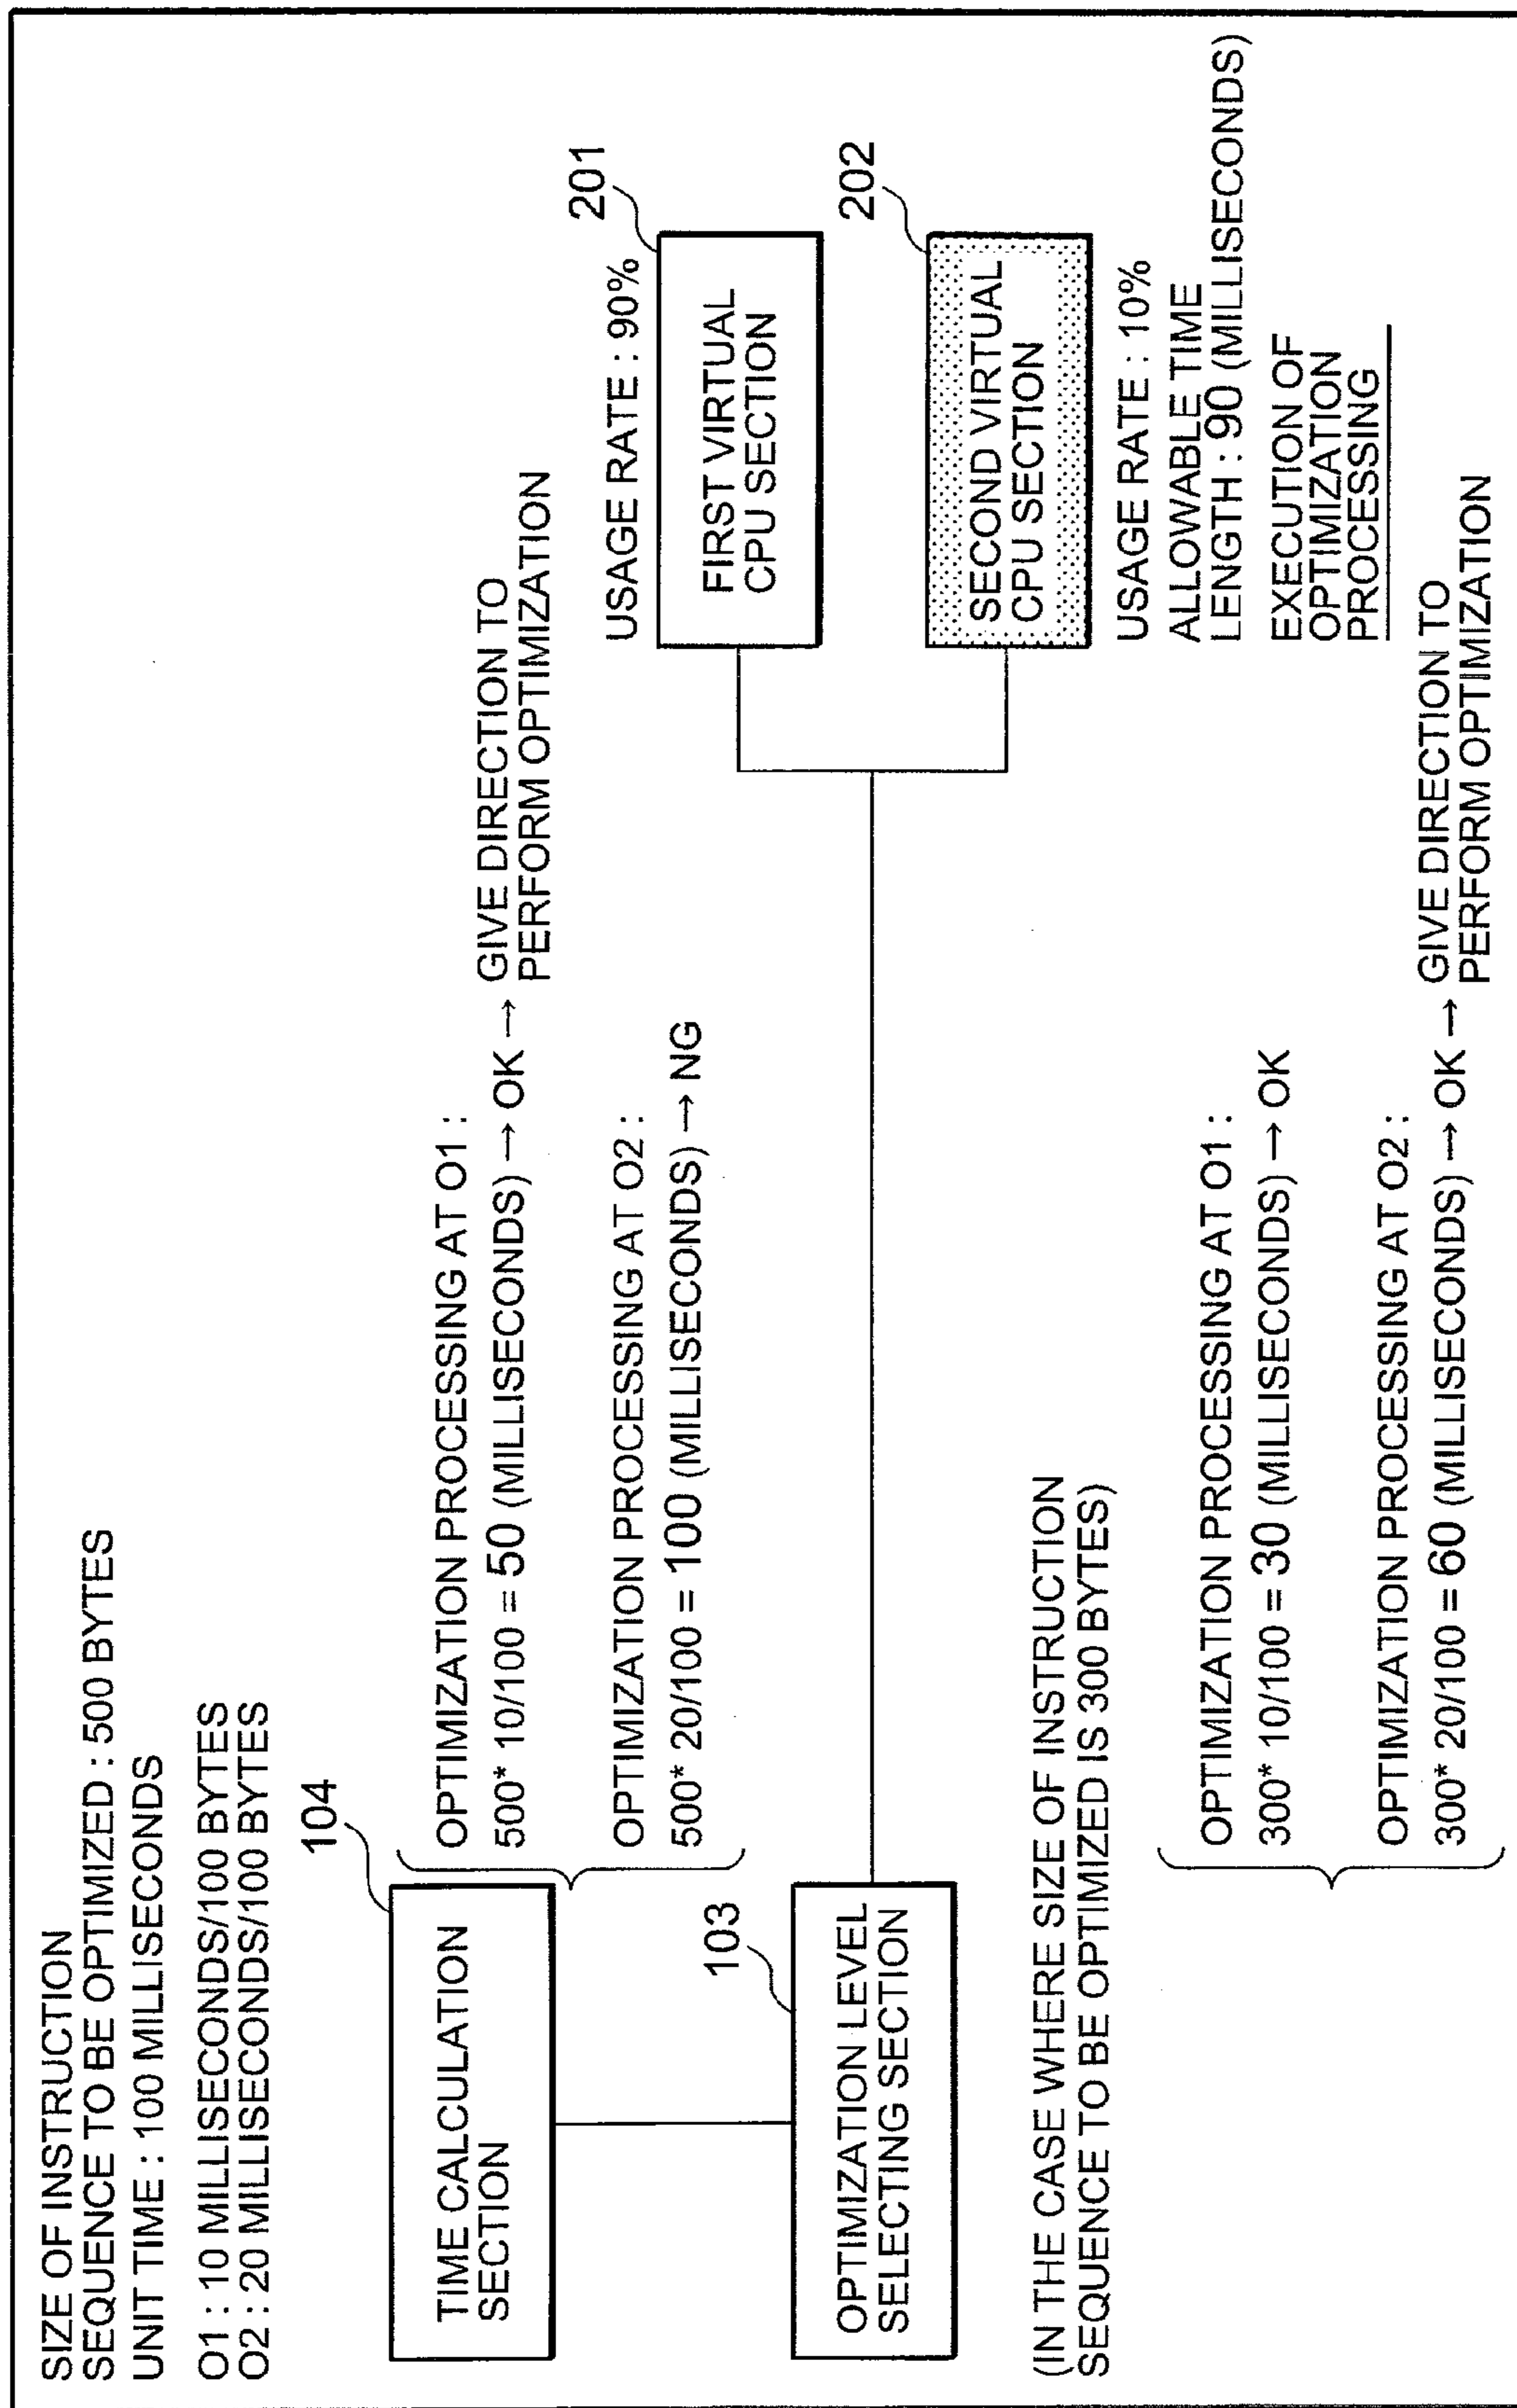 SIZE OF INSTRUCTION
SEQUENCE TO BE OPTIMIZED : 500 BYTES
UNIT TIME : 100 MILLISECONDS
O1 : 10 MILLISECONDS/100 BYTES
O2 : 20 MILLISECONDS/100 BYTES
104
TIME CALCULATION
SECTION
OPTIMIZATION PROCESSING AT O1 :
500* 10/100 = 50 (MILLISECONDS) → OK →
GIVE DIRECTION TO
PERFORM OPTIMIZATION
OPTIMIZATION PROCESSING AT O2 :
500* 20/100 = 100 (MILLISECONDS) → NG
103
OPTIMIZATION LEVEL
SELECTING SECTION
USAGE RATE : 90%
201
FIRST VIRTUAL
CPU SECTION
202
SECOND VIRTUAL
CPU SECTION
USAGE RATE : 10%
ALLOWABLE TIME
LENGTH : 90 (MILLISECONDS)
EXECUTION OF
OPTIMIZATION
PROCESSING
(IN THE CASE WHERE SIZE OF INSTRUCTION
SEQUENCE TO BE OPTIMIZED IS 300 BYTES)
OPTIMIZATION PROCESSING AT O1 :
300* 10/100 = 30 (MILLISECONDS) → OK
OPTIMIZATION PROCESSING AT O2 :
300* 20/100 = 60 (MILLISECONDS) → OK →
GIVE DIRECTION TO
PERFORM OPTIMIZATION